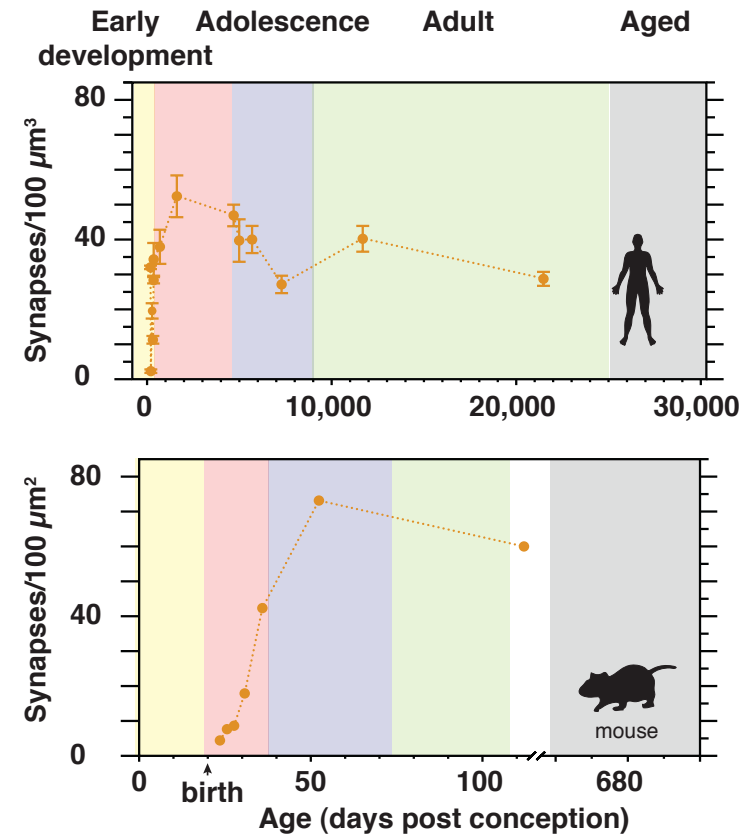 Early development Adolescence Adult Aged
80
40
0
Synapses/100 µm³
0 10,000 20,000 30,000
80
40
0
Synapses/100 µm²
mouse
0 50 100 680
birth
Age (days post conception)